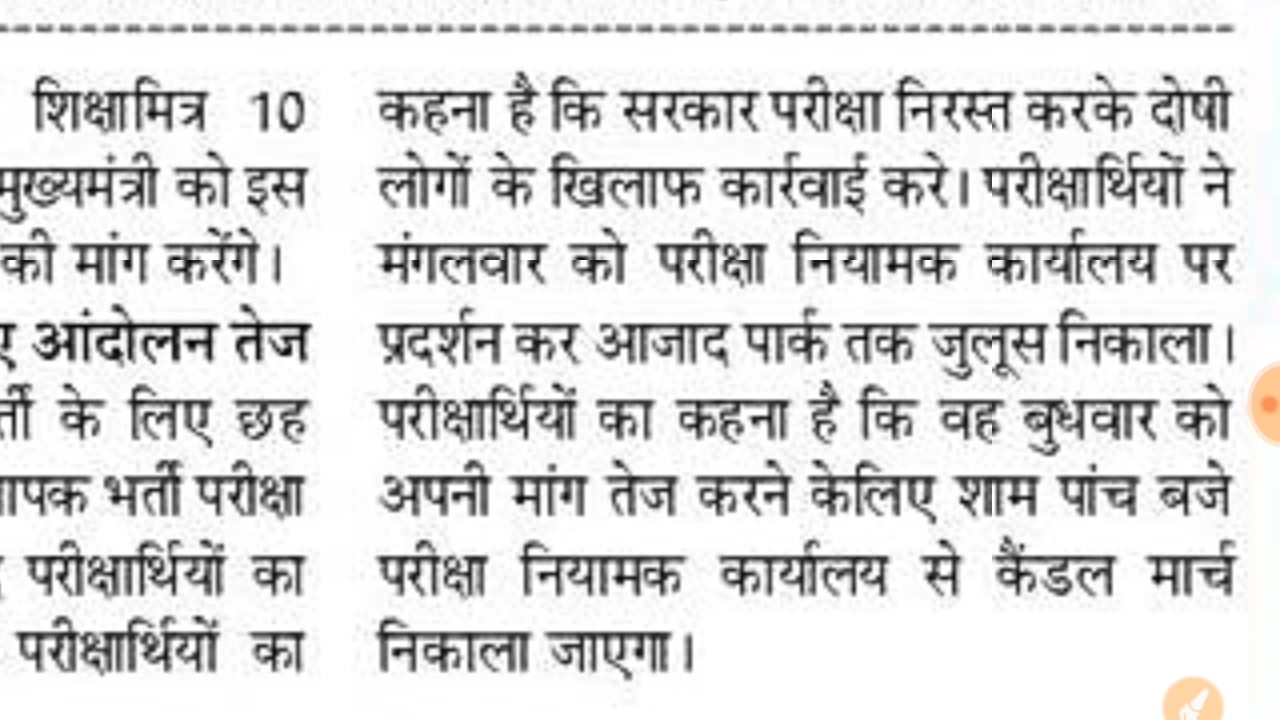 शिक्षामित्र 10
मुख्यमंत्री को इस
की मांग करेंगे।
आंदोलन तेज
के लिए छह
भर्ती परीक्षा
परीक्षार्थियों का
परीक्षार्थियों का
कहना है कि सरकार परीक्षा निरस्त करके दोषी
लोगों के खिलाफ कार्रवाई करे। परीक्षार्थियों ने
मंगलवार को परीक्षा नियामक कार्यालय पर
प्रदर्शन कर आजाद पार्क तक जुलूस निकाला।
परीक्षार्थियों का कहना है कि वह बुधवार को
अपनी मांग तेज करने केलिए शाम पांच बजे
परीक्षा नियामक कार्यालय से कैंडल मार्च
निकाला जाएगा।